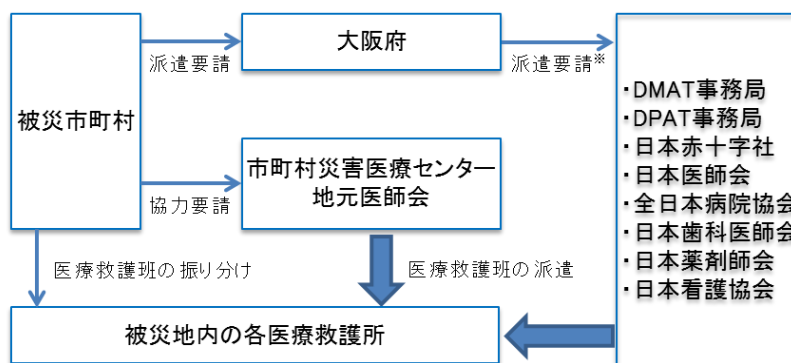 被災市町村
派遣要請
大阪府
派遣要請※
協力要請
市町村災害医療センター
地元医師会
・DMAT事務局
・DPAT事務局
・日本赤十字社
・日本医師会
・全日本病院協会
・日本歯科医師会
・日本薬剤師会
・日本看護協会
医療救護班の振り分け
医療救護班の派遣
被災地内の各医療救護所